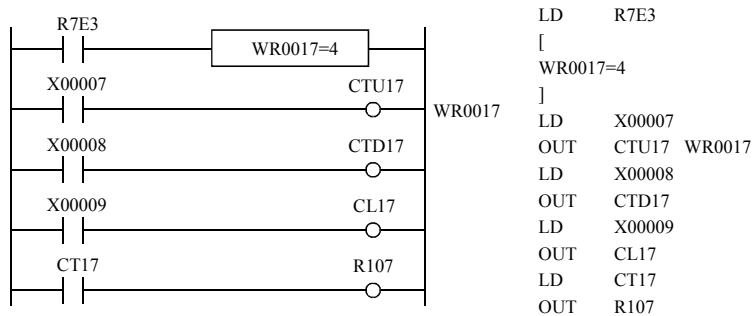 R7E3
WR0017=4
X00007
CTU17
WR0017
X00008
CTD17
X00009
CL17
CT17
R107
LD R7E3
[
WR0017=4
]
LD X00007
OUT CTU17 WR0017
LD X00008
OUT CTD17
LD X00009
OUT CL17
LD CT17
OUT R107